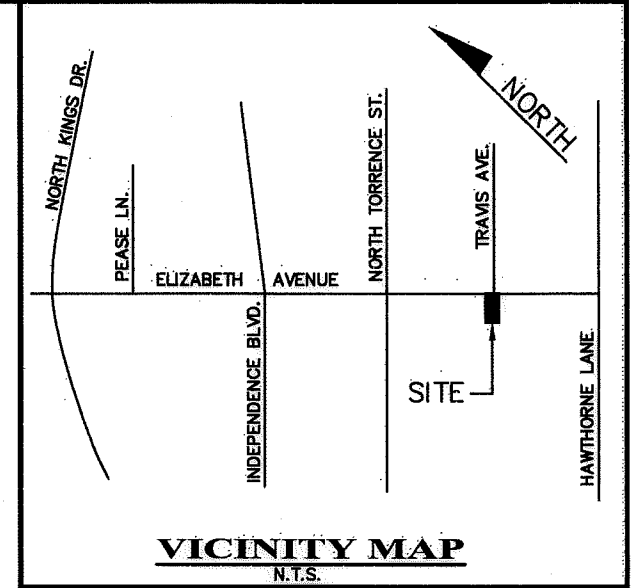 NORTH KINGS DR.
PEASE LN.
ELIZABETH AVENUE
INDEPENDENCE BLVD.
NORTH TORRENCE ST.
TRAVIS AVE.
NORTH
SITE
HAWTHORNE LANE
VICINITY MAP
N.T.S.